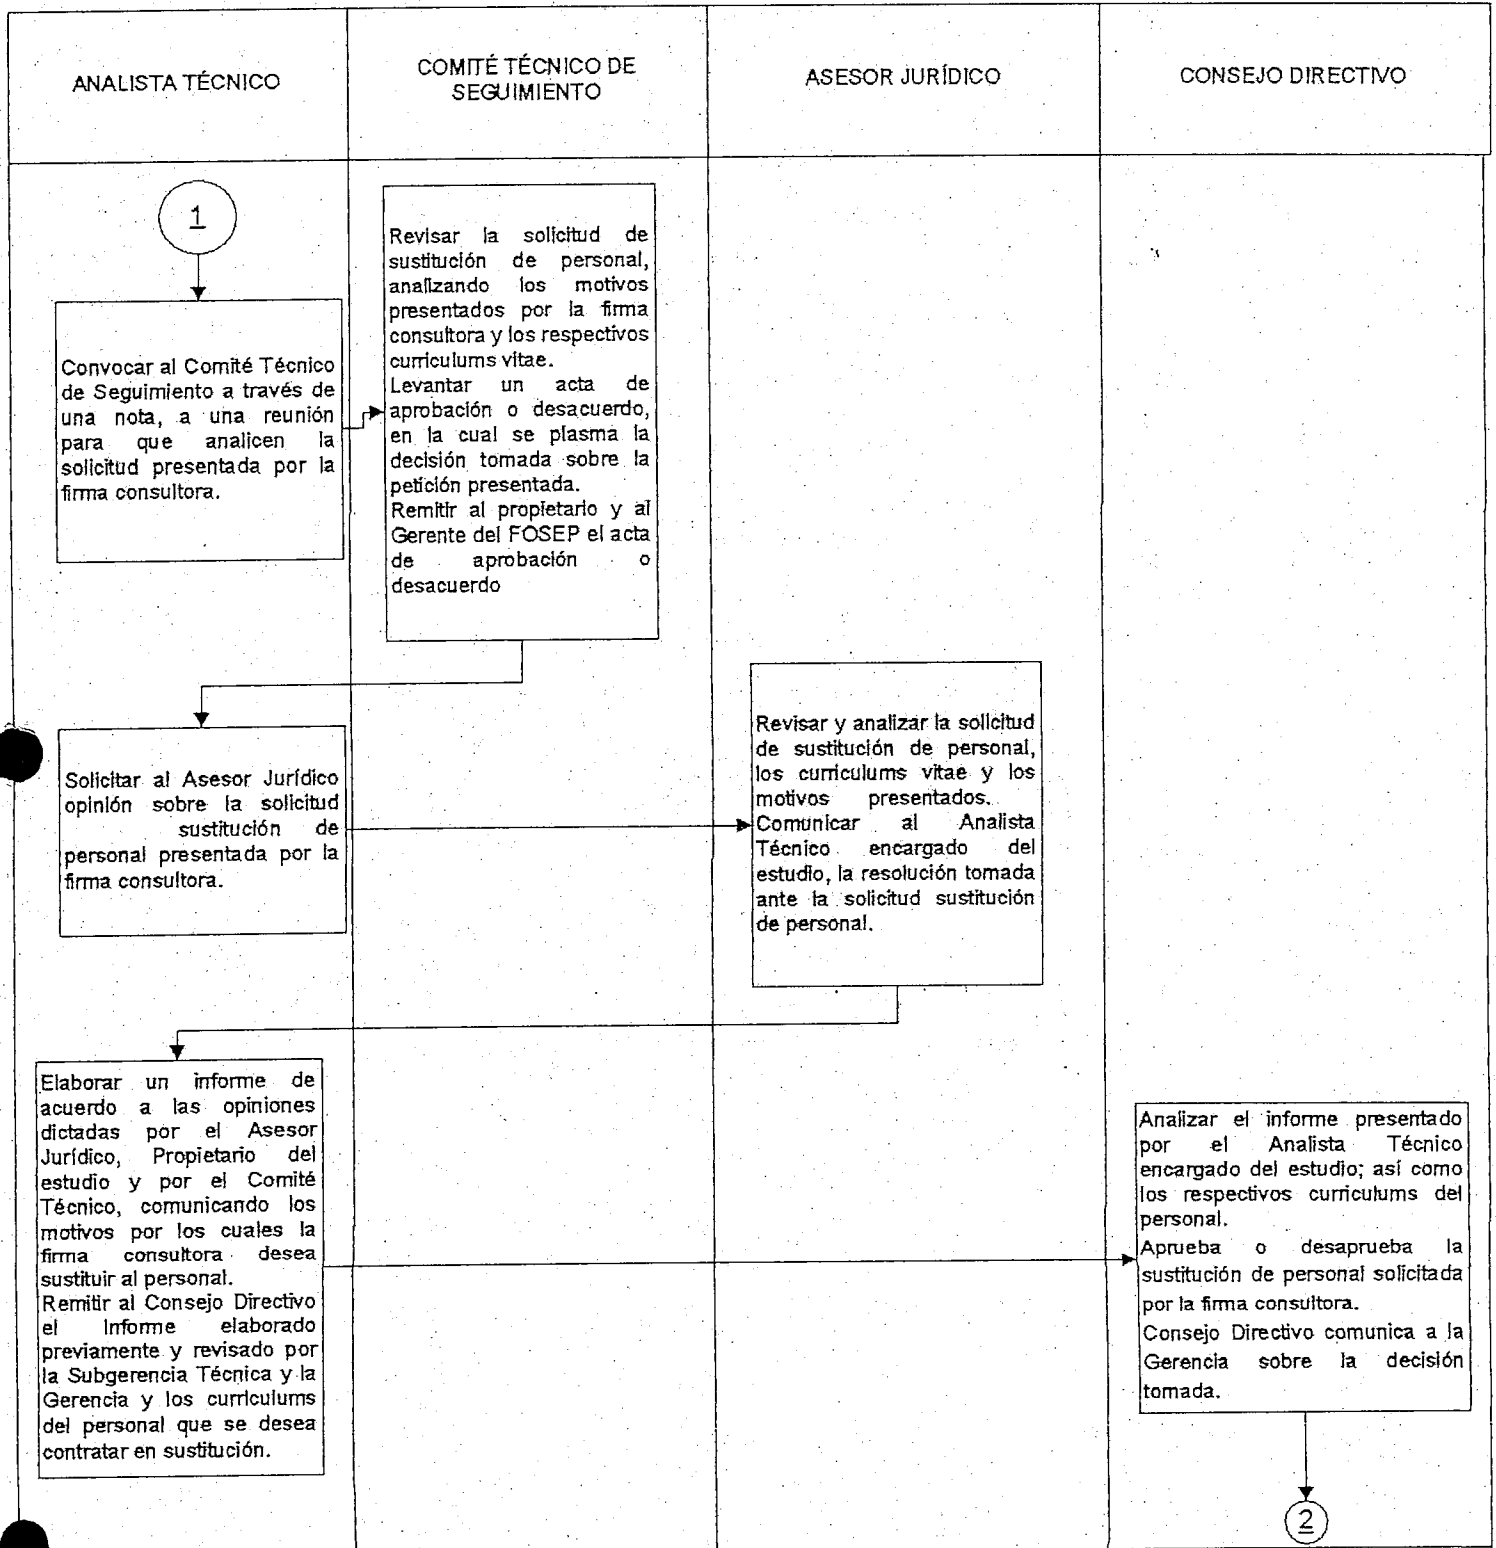 ANALISTA TÉCNICO
COMITÉ TÉCNICO DE
SEGUIMIENTO
ASESOR JURÍDICO
CONSEJO DIRECTIVO
1
Convocar al Comité Técnico
de Seguimiento a través de
una nota, a una reunión
para que analicen la
solicitud presentada por la
firma consultora.
Revisar la solicitud de
sustitución de personal,
analizando los motivos
presentados por la firma
consultora y los respectivos
curriculums vitae.
Levantar un acta de
aprobación o desacuerdo,
en la cual se plasma la
decisión tomada sobre la
petición presentada.
Remitir al propietario y al
Gerente del FOSEP el acta
de aprobación o
desacuerdo
Solicitar al Asesor Jurídico
opinión sobre la solicitud
sustitución de
personal presentada por la
firma consultora.
Revisar y analizar la solicitud
de sustitución de personal,
los curriculums vitae y los
motivos presentados.
Comunicar al Analista
Técnico encargado del
estudio, la resolución tomada
ante la solicitud sustitución
de personal.
Elaborar un informe de
acuerdo a las opiniones
dictadas por el Asesor
Jurídico, Propietario del
estudio y por el Comité
Técnico, comunicando los
motivos por los cuales la
firma consultora desea
sustituir al personal.
Remitir al Consejo Directivo
el Informe elaborado
previamente y revisado por
la Subgerencia Técnica y la
Gerencia y los curriculums
del personal que se desea
contratar en sustitución.
Analizar el informe presentado
por el Analista Técnico
encargado del estudio; así como
los respectivos curriculums del
personal.
Aprueba o desaprueba la
sustitución de personal solicitada
por la firma consultora.
Consejo Directivo comunica a la
Gerencia sobre la decisión
tomada.
2